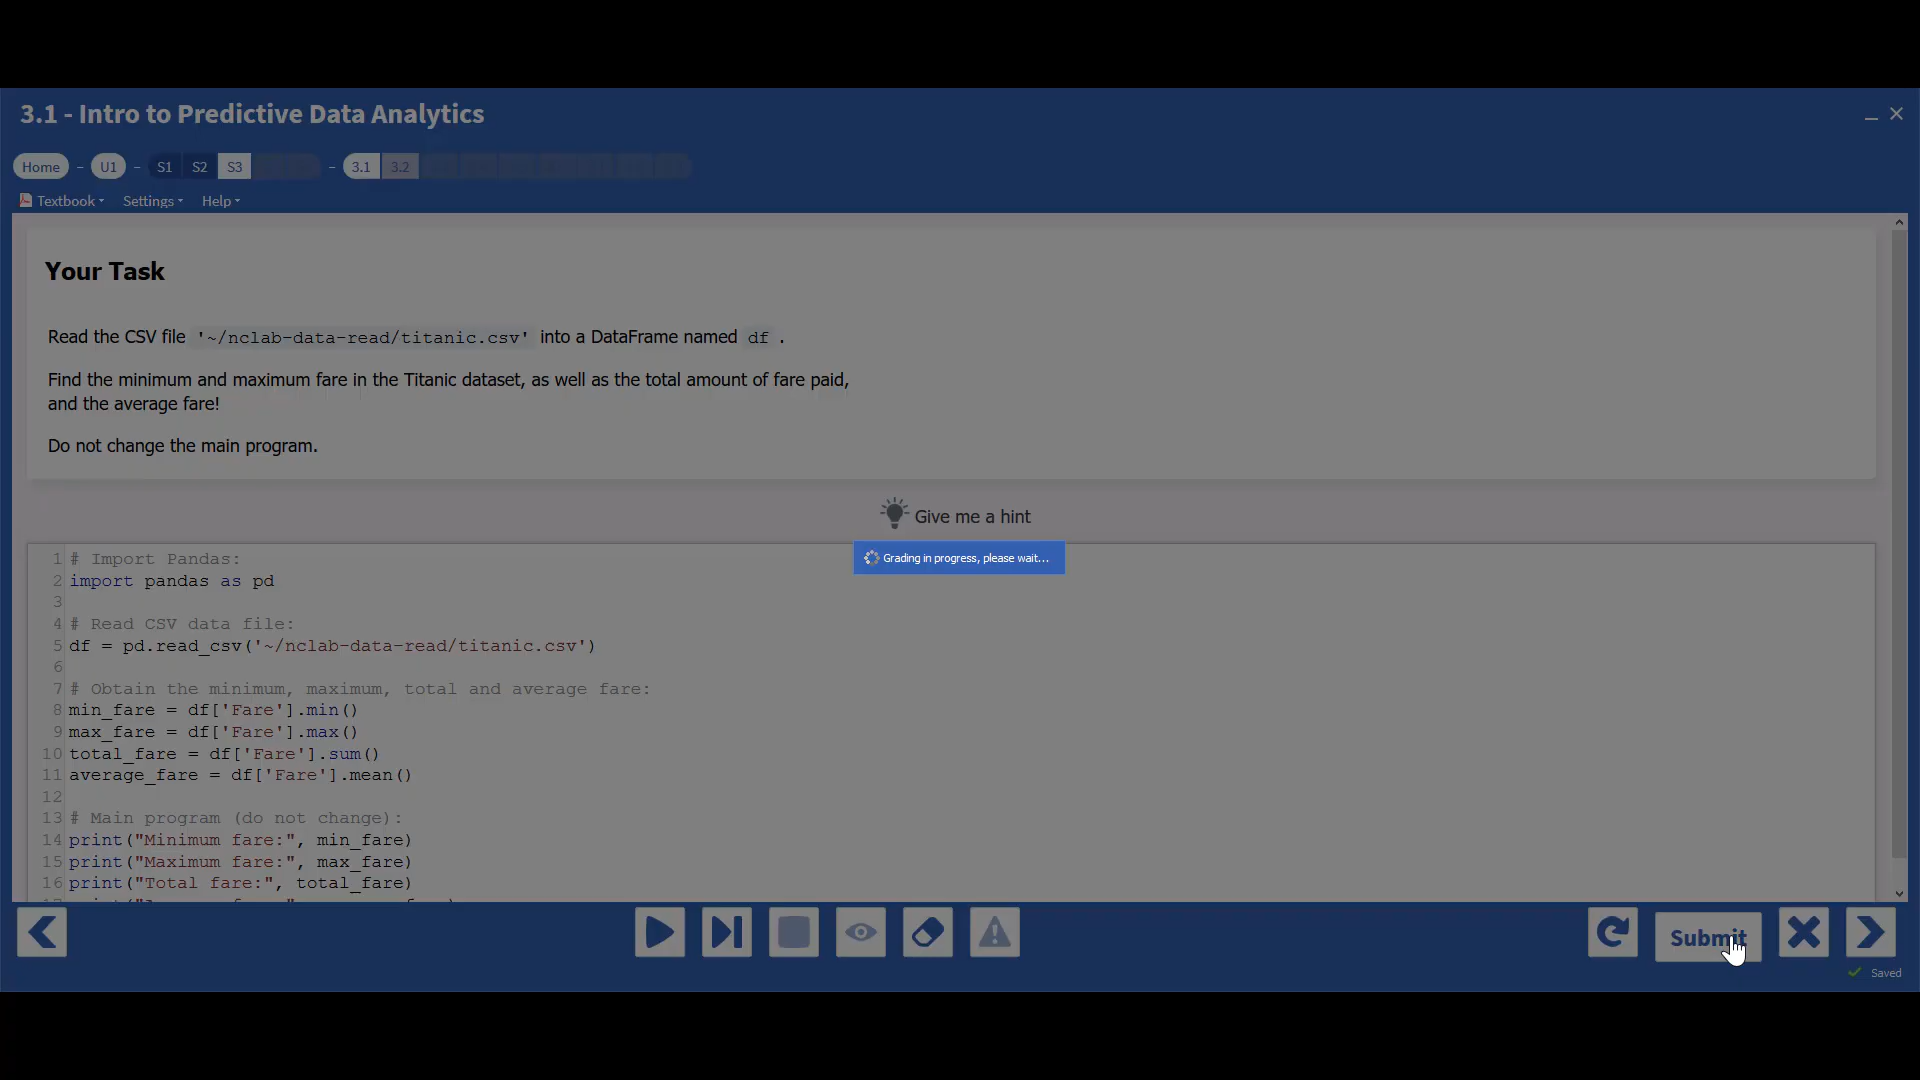 3.1 - Intro to Predictive Data Analytics
Home - U1 - S1 S2 S3 - 3.1 3.2
Textbook Settings Help
Your Task
Read the CSV file '~/nclab-data-read/titanic.csv' into a DataFrame named df .
Find the minimum and maximum fare in the Titanic dataset, as well as the total amount of fare paid,
and the average fare!
Do not change the main program.
Give me a hint
Grading in progress, please wait...
1 # Import Pandas:
2 import pandas as pd
3
4 # Read CSV data file:
5 df = pd.read_csv('~/nclab-data-read/titanic.csv')
6
7 # Obtain the minimum, maximum, total and average fare:
8 min_fare = df['Fare'].min()
9 max_fare = df['Fare'].max()
10 total_fare = df['Fare'].sum()
11 average_fare = df['Fare'].mean()
12
13 # Main program (do not change):
14 print("Minimum fare:", min_fare)
15 print("Maximum fare:", max_fare)
16 print("Total fare:", total_fare)
Submit
Saved